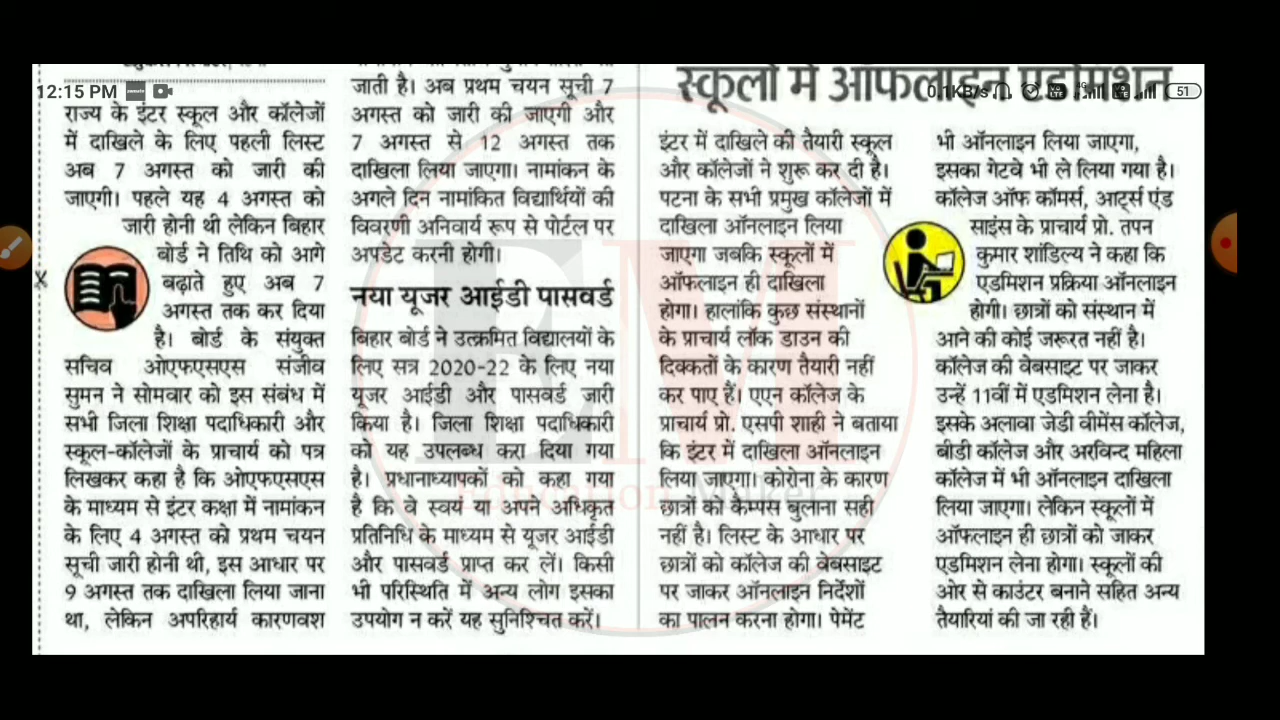 12:15 PM
0.1KB/s
51
राज्य के इंटर स्कूल और कॉलेजों
में दाखिले के लिए पहली लिस्ट
अब 7 अगस्त को जारी की
जाएगी। पहले यह 4 अगस्त को
जारी होनी थी लेकिन बिहार
बोर्ड ने तिथि को आगे
बढ़ाते हुए अब 7
अगस्त तक कर दिया
है। बोर्ड के संयुक्त
सचिव ओएफएसएस संजीव
सुमन ने सोमवार को इस संबंध में
सभी जिला शिक्षा पदाधिकारी और
स्कूल-कॉलेजों के प्राचार्य को पत्र
लिखकर कहा है कि ओएफएसएस
के माध्यम से इंटर कक्षा में नामांकन
के लिए 4 अगस्त को प्रथम चयन
सूची जारी होनी थी, इस आधार पर
9 अगस्त तक दाखिला लिया जाना
था, लेकिन अपरिहार्य कारणवश
जाती है। अब प्रथम चयन सूची 7
अगस्त को जारी की जाएगी और
7 अगस्त से 12 अगस्त तक
दाखिला लिया जाएगा। नामांकन के
अगले दिन नामांकित विद्यार्थियों की
विवरणी अनिवार्य रूप से पोर्टल पर
अपडेट करनी होगी।
नया यूजर आईडी पासवर्ड
बिहार बोर्ड ने उत्क्रमित विद्यालयों के
लिए सत्र 2020-22 के लिए नया
यूजर आईडी और पासवर्ड जारी
किया है। जिला शिक्षा पदाधिकारी
को यह उपलब्ध करा दिया गया
है। प्रधानाध्यापकों को कहा गया
है कि वे स्वयं या अपने अधिकृत
प्रतिनिधि के माध्यम से यूजर आईडी
और पासवर्ड प्राप्त कर लें। किसी
भी परिस्थिति में अन्य लोग इसका
उपयोग न करें यह सुनिश्चित करें।
स्कूलों में ऑफलाइन एडमिशन
इंटर में दाखिले की तैयारी स्कूल
और कॉलेजों ने शुरू कर दी है।
पटना के सभी प्रमुख कॉलेजों में
दाखिला ऑनलाइन लिया
जाएगा जबकि स्कूलों में
ऑफलाइन ही दाखिला
होगा। हालांकि कुछ संस्थानों
के प्राचार्य लॉक डाउन की
दिक्कतों के कारण तैयारी नहीं
कर पाए हैं। एएन कॉलेज के
प्राचार्य प्रो. एसपी शाही ने बताया
कि इंटर में दाखिला ऑनलाइन
लिया जाएगा। कोरोना के कारण
छात्रों को कैम्पस बुलाना सही
नहीं है। लिस्ट के आधार पर
छात्रों को कॉलेज की वेबसाइट
पर जाकर ऑनलाइन निर्देशों
का पालन करना होगा। पेमेंट
भी ऑनलाइन लिया जाएगा,
इसका गेटवे भी ले लिया गया है।
कॉलेज ऑफ कॉमर्स, आर्ट्स एंड
साइंस के प्राचार्य प्रो. तपन
कुमार शांडिल्य ने कहा कि
एडमिशन प्रक्रिया ऑनलाइन
होगी। छात्रों को संस्थान में
आने की कोई जरूरत नहीं है।
कॉलेज की वेबसाइट पर जाकर
उन्हें 11वीं में एडमिशन लेना है।
इसके अलावा जेडी वीमेंस कॉलेज,
बीडी कॉलेज और अरविन्द महिला
कॉलेज में भी ऑनलाइन दाखिला
लिया जाएगा। लेकिन स्कूलों में
ऑफलाइन ही छात्रों को जाकर
एडमिशन लेना होगा। स्कूलों की
ओर से काउंटर बनाने सहित अन्य
तैयारियां की जा रही हैं।
EM
Education Maker